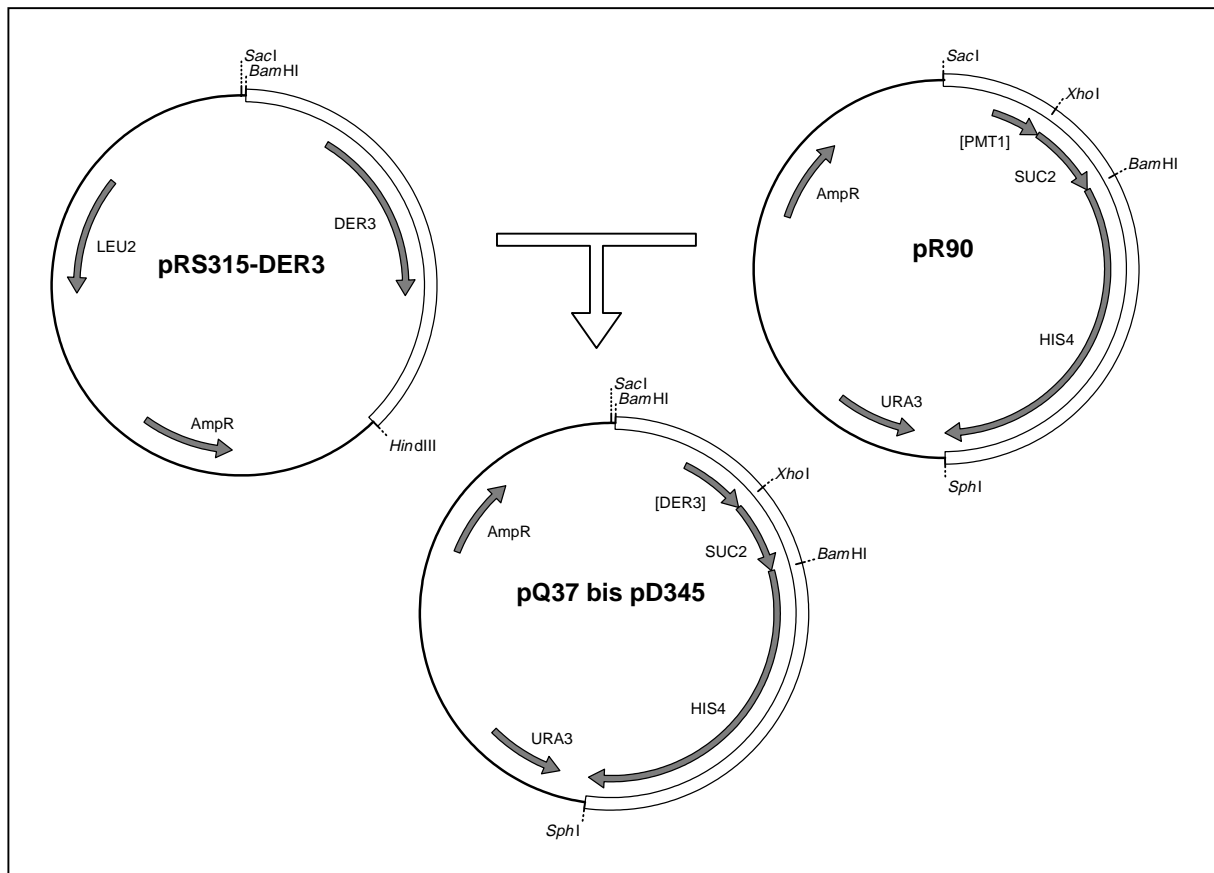 SacI
BamHI
LEU2
DER3
pRS315-DER3
AmpR
HindIII
SacI
XhoI
[PMT1]
BamHI
SUC2
AmpR
pR90
HIS4
URA3
SphI
SacI
BamHI
XhoI
[DER3]
AmpR
SUC2
BamHI
pQ37 bis pD345
HIS4
URA3
SphI